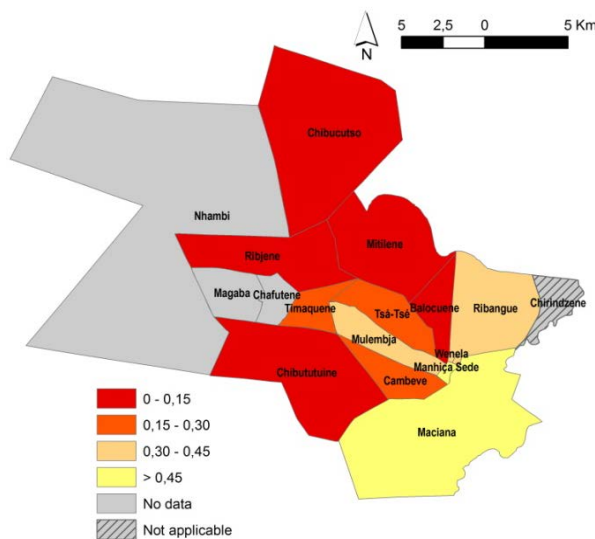 5 2,5 0 5 Km
N
Chibucutso
Nhambi
Mitilene
Ribjene
Magaba
Chafutene
Timaquene
Tsá-Tsé
Balocuene
Ribangue
Chirindzene
Mulembja
Wenela
Manhiça Sede
Cambeve
Chibututuine
Maciana
0 - 0,15
0,15 - 0,30
0,30 - 0,45
> 0,45
No data
Not applicable